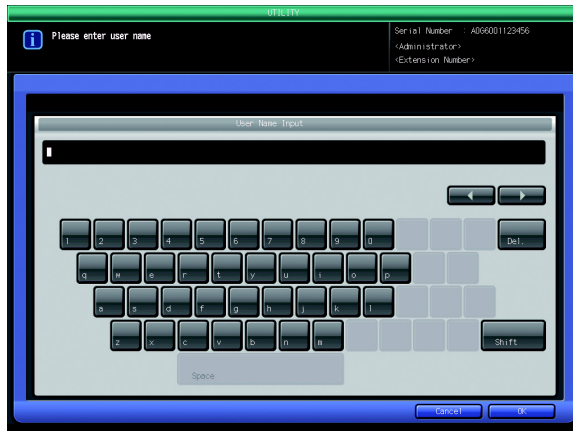 UTILITY
Please enter user name
Serial Number : A0G6001123456
<Administrator>
<Extension Number>
User Name Input
1 2 3 4 5 6 7 8 9 0 Del.
q w e r t y u i o p
a s d f g h j k l
z x c v b n m Shift
Space
Cancel OK